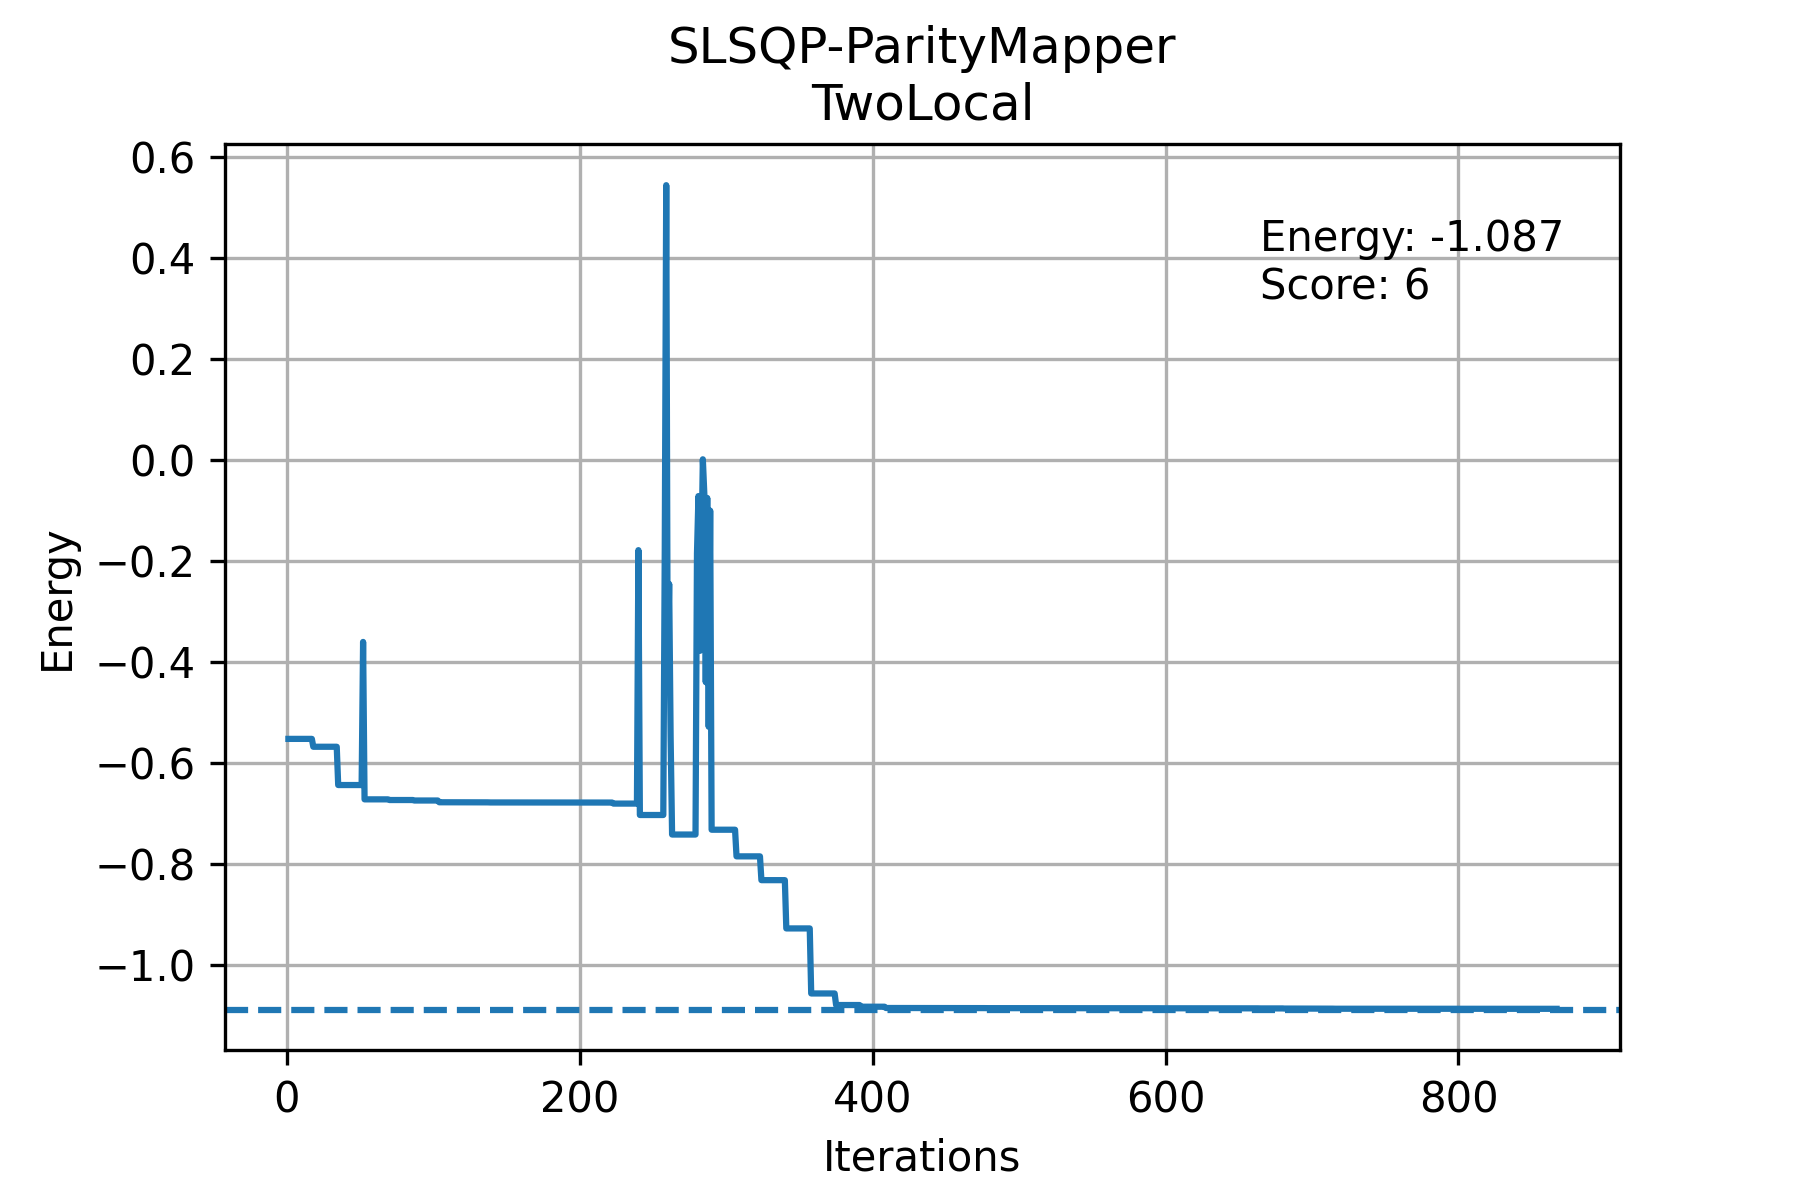 SLSQP-ParityMapper
TwoLocal
0.6
0.4
0.2
0.0
−0.2
−0.4
−0.6
−0.8
−1.0
Energy
Energy: -1.087
Score: 6
0 200 400 600 800
Iterations